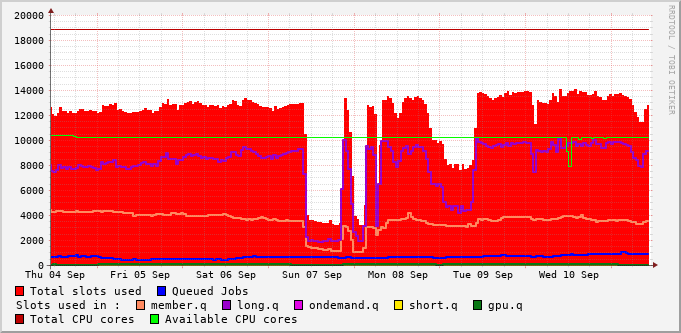 20000
18000
16000
14000
12000
10000
8000
6000
4000
2000
0
Thu 04 Sep Fri 05 Sep Sat 06 Sep Sun 07 Sep Mon 08 Sep Tue 09 Sep Wed 10 Sep
Total slots used Queued Jobs
Slots used in : member.q long.q ondemand.q short.q gpu.q
Total CPU cores Available CPU cores
RRDTOOL / TOBI OETIKER